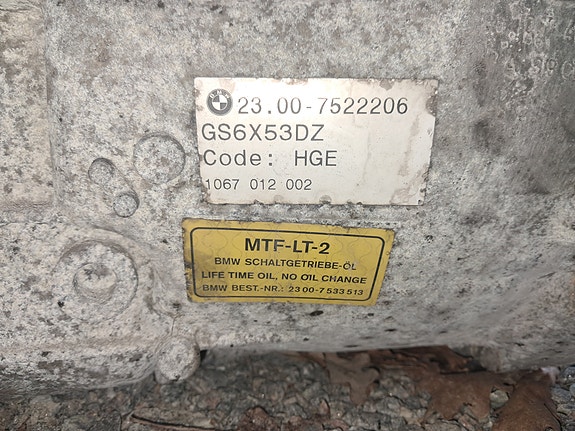 BMW 23.00-7522206
GS6X53DZ
Code: HGE
1067 012 002
MTF-LT-2
BMW SCHALTGETRIEBE-ÖL
LIFE TIME OIL, NO OIL CHANGE
BMW BEST.-NR.: 23 00-7 533 513